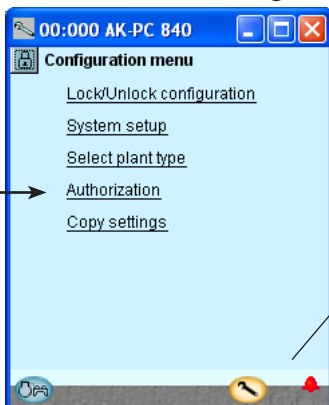 00:000 AK-PC 840
Configuration menu
Lock/Unlock configuration
System setup
Select plant type
Authorization
Copy settings